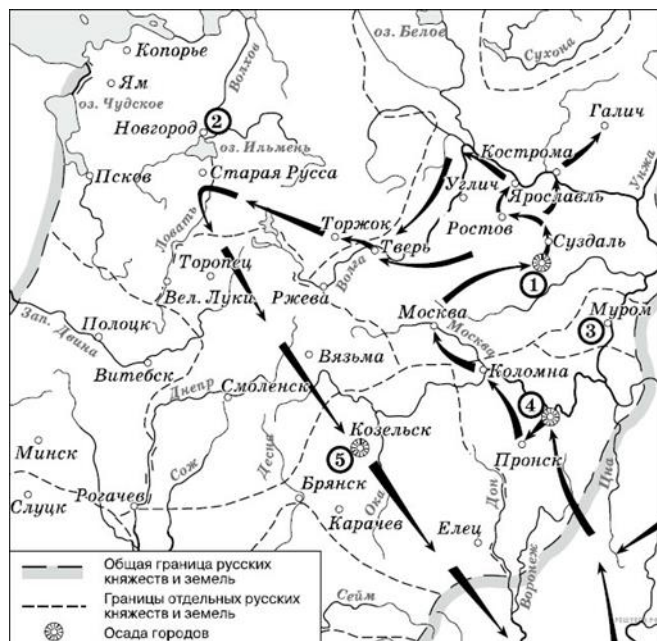 оз. Белое
Сухона
Копорье
Волхов
Ям
оз. Чудское
Галич
2
Новгород
оз. Ильмень
Кострома
Унжа
Псков
Старая Русса
Углич
Ярославль
Ловать
Торжок
Ростов
Тверь
Суздаль
Торопец
Волга
1
Вел. Луки
Ржева
Москва
Муром
Зап. Двина
Полоцк
Москва
3
Вязьма
Коломна
Витебск
Днепр
Смоленск
4
Козельск
Минск
Сож
Десна
5
Пронск
Цна
Брянск
Ока
Дон
Слуцк
Рогачев
Карачев
Елец
Воронеж
Общая граница русских
княжеств и земель
Границы отдельных русских
княжеств и земель
Сейм
Осада городов